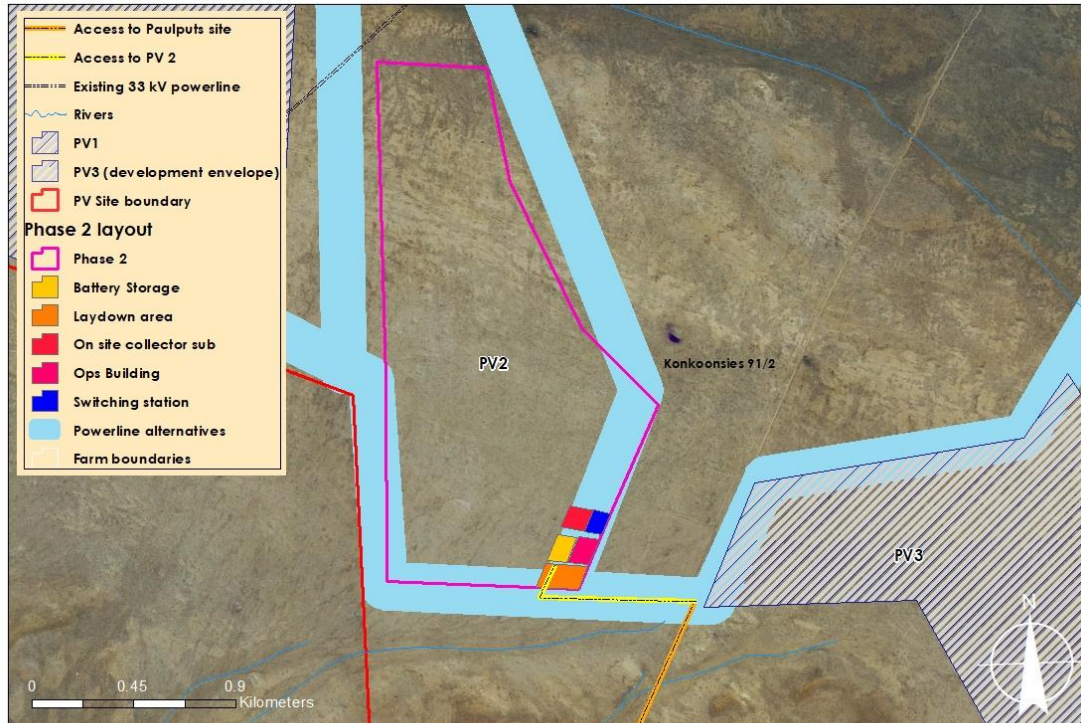 Access to Paulputs site
Access to PV 2
Existing 33 kV powerline
Rivers
PV1
PV3 (development envelope)
PV Site boundary
Phase 2 layout
Phase 2
Battery Storage
Laydown area
On site collector sub
Ops Building
Switching station
Powerline alternatives
Farm boundaries
PV2
Konkoonsies 91/2
PV3
N
0 0.45 0.9
Kilometers